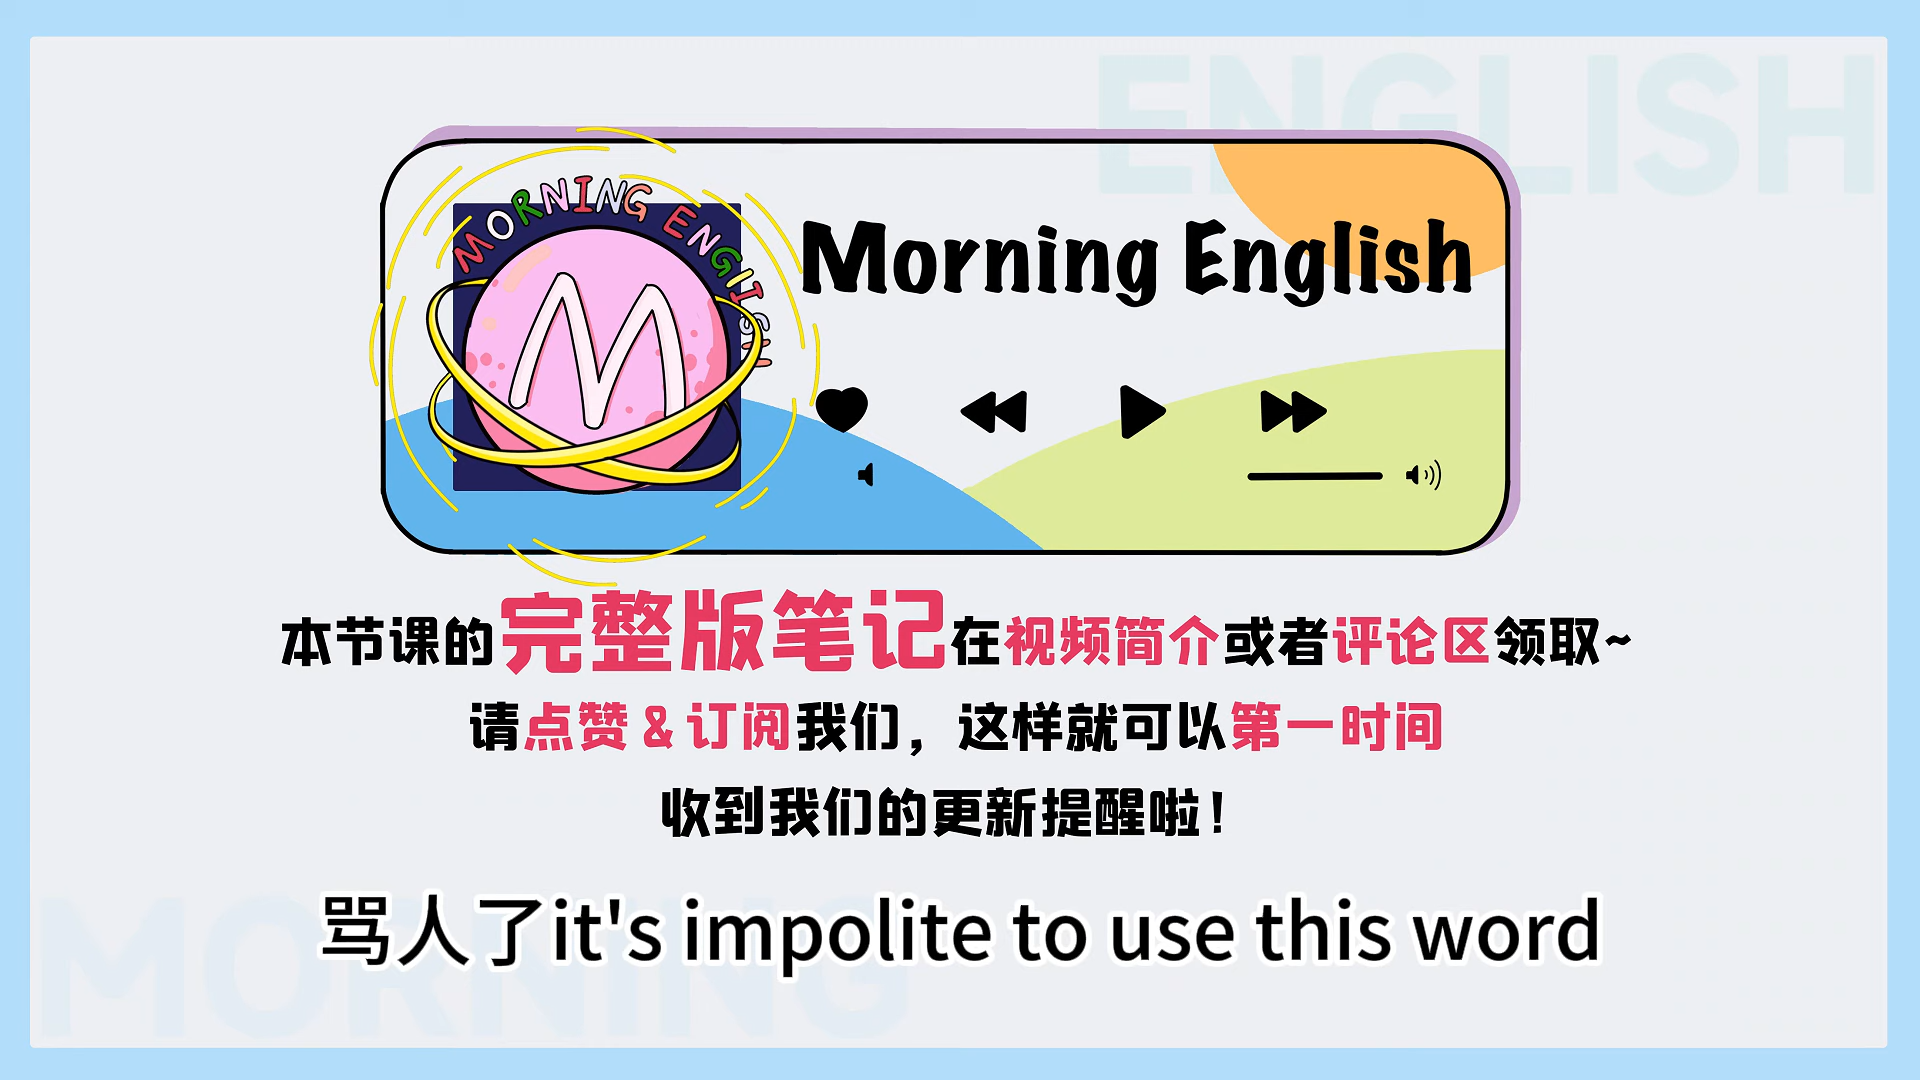 ENGLISH
MORNING ENGLISH
M
Morning English
本节课的完整版笔记在视频简介或者评论区领取~
请点赞&订阅我们，这样就可以第一时间
收到我们的更新提醒啦！
骂人了it's impolite to use this word
MORNING